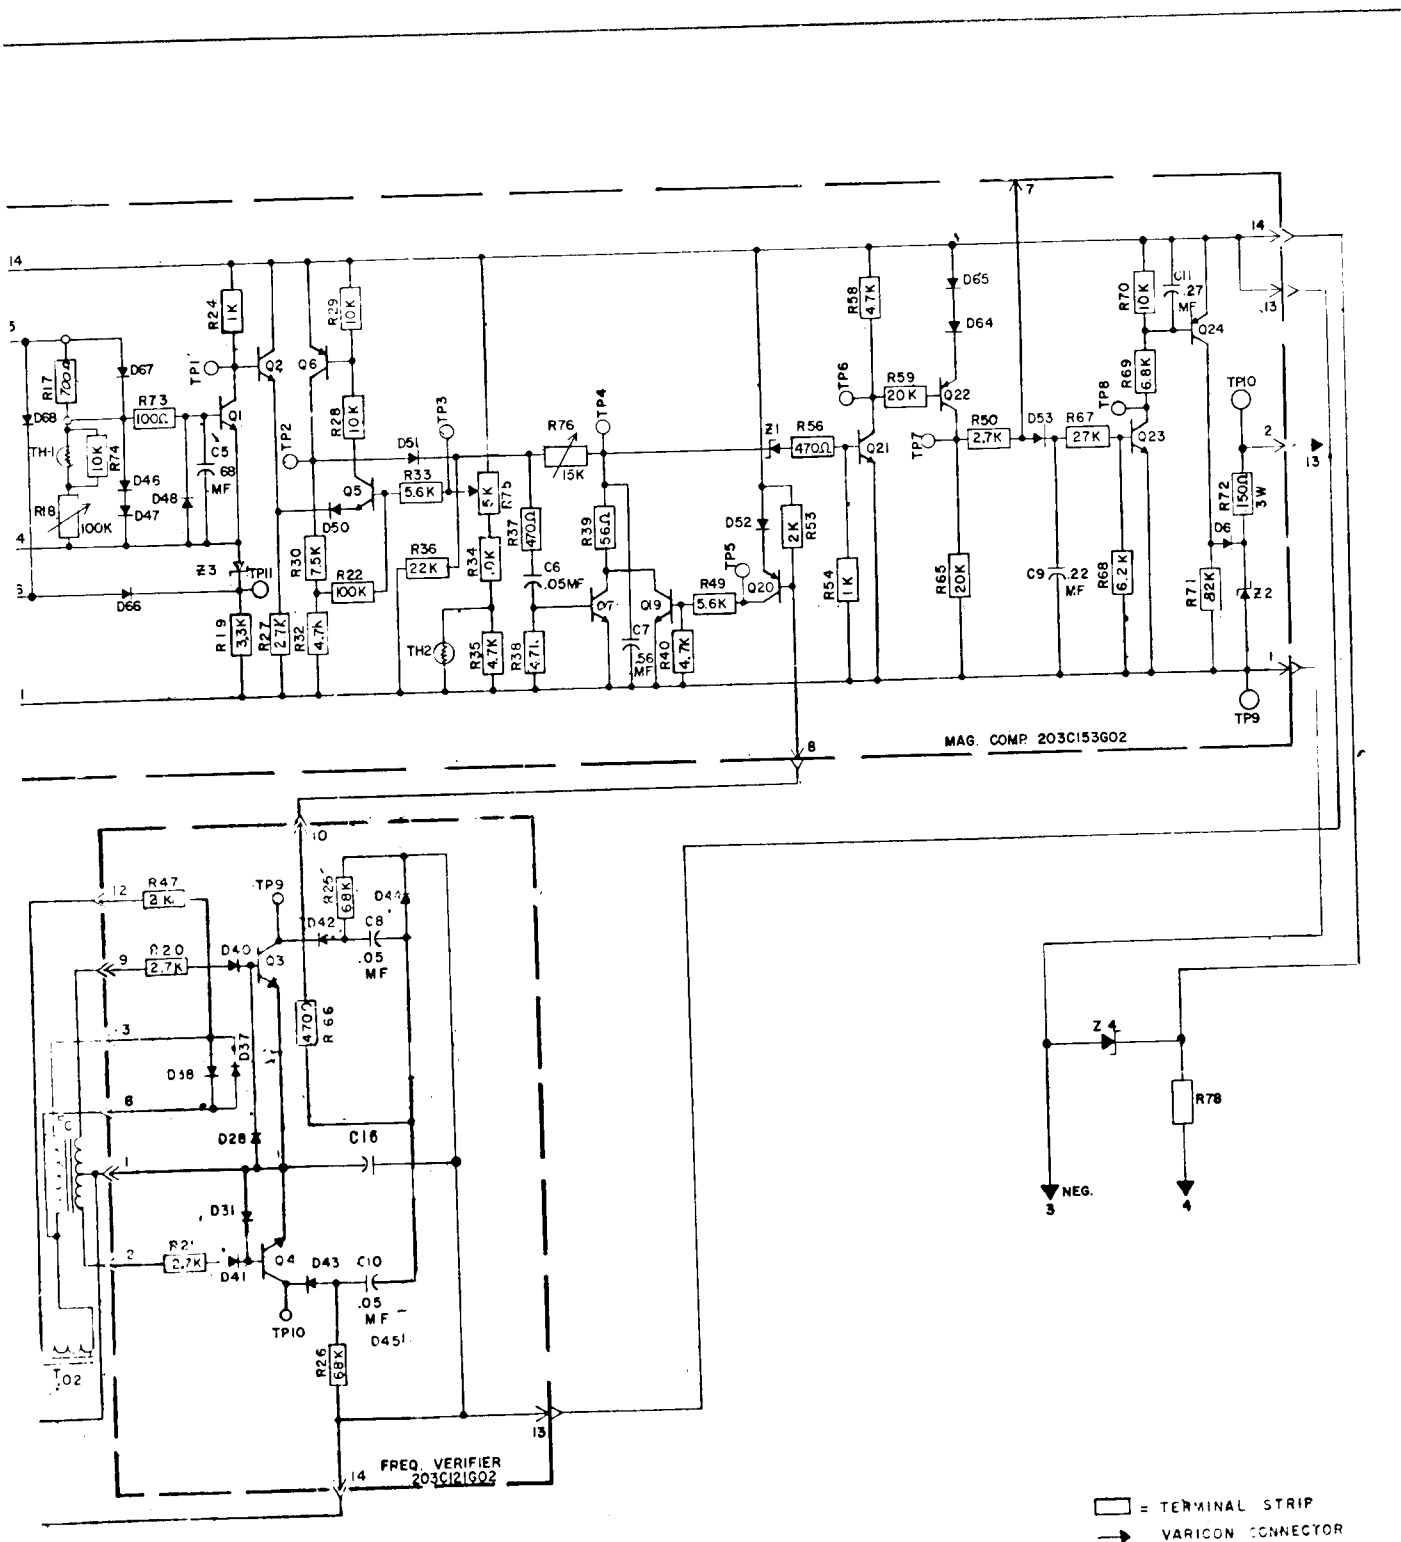 7
14
14
13
R24
1K
R29
10K
R58
47K
D65
R70
10K
C11
.27
MF
5
R17
700Ω
D67
TP1
Q2
Q6
D64
Q24
R69
6.8K
TP10
D68
R73
100Ω
Q1
R28
10K
TP2
TP3
R76
15K
TP4
TP6
R59
20K
Q22
TP8
TH-1
10K
R74
C5
.68
MF
D51
Z1
R56
470Ω
Q21
TP7
R50
2.7K
D53
R67
27K
Q23
2
13
R18
100K
D46
D47
D48
Q5
R33
5.6K
5K
R75
D50
R37
470Ω
R39
56Ω
D52
2K
R53
R72
150Ω
3W
4
Z3
TP11
R30
7.5K
R22
100K
R36
22K
R34
C6
.05MF
TP5
Q20
R54
1K
R65
20K
C9
.22
MF
R68
6.2K
D6
R71
82K
Z2
6
D66
R19
3.3K
R27
2.7K
R32
4.7K
TH2
R35
4.7K
R38
Q7
Q19
R49
5.6K
C7
.56
MF
R40
4.7K
1
1
TP9
MAG. COMP. 203C153G02
8
10
12
R47
2K
TP9
R25
6.8K
D44
D42
C8
.05
MF
9
R20
2.7K
D40
Q3
470Ω
R66
3
D38
D37
Z4
8
D28
C16
R78
1
NEG.
3
4
D31
2
R21
2.7K
D41
Q4
D43
C10
.05
MF
TP10
D45
R26
68K
T02
13
14
FREQ. VERIFIER
203C121G02
= TERMINAL STRIP
VARICON CONNECTOR